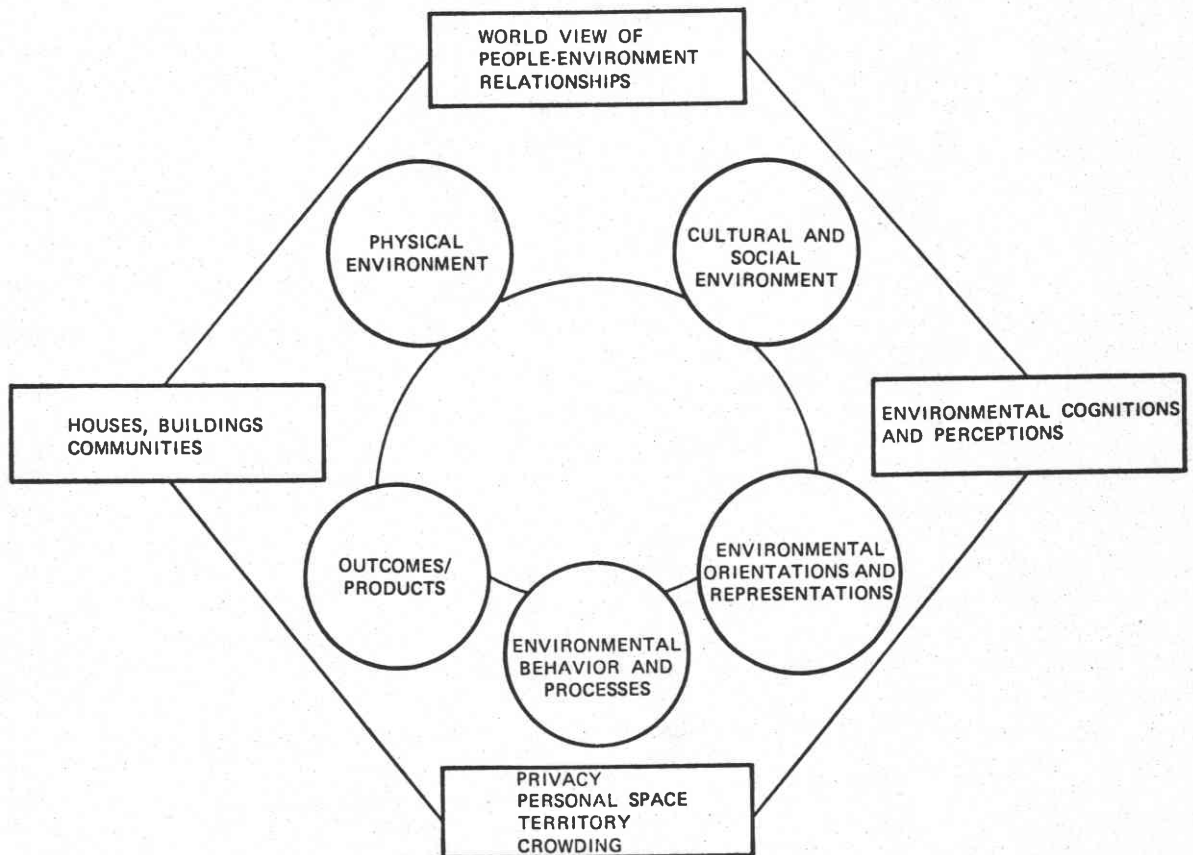 WORLD VIEW OF
PEOPLE-ENVIRONMENT
RELATIONSHIPS
PHYSICAL
ENVIRONMENT
CULTURAL AND
SOCIAL
ENVIRONMENT
HOUSES, BUILDINGS
COMMUNITIES
ENVIRONMENTAL COGNITIONS
AND PERCEPTIONS
OUTCOMES/
PRODUCTS
ENVIRONMENTAL
BEHAVIOR AND
PROCESSES
ENVIRONMENTAL
ORIENTATIONS AND
REPRESENTATIONS
PRIVACY
PERSONAL SPACE
TERRITORY
CROWDING